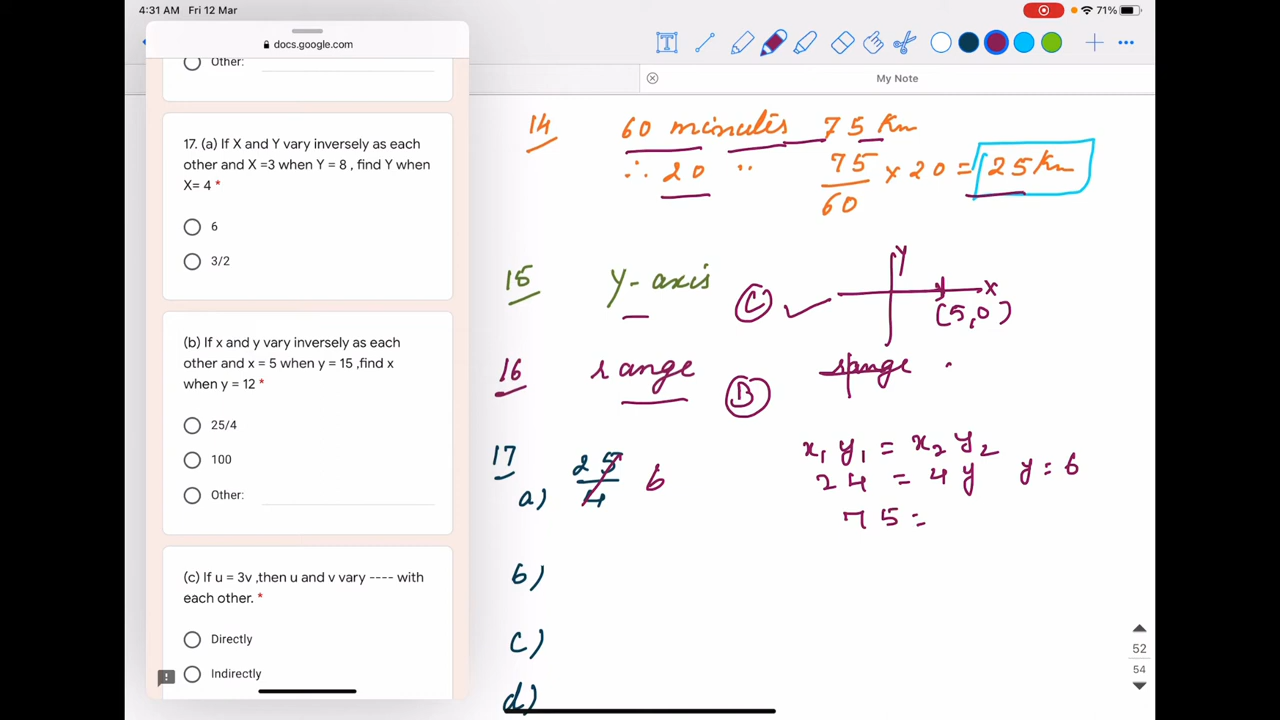 4:31 AM Fri 12 Mar
71%
docs.google.com
My Note
Other:
17. (a) If X and Y vary inversely as each
other and X =3 when Y = 8 , find Y when
X= 4 *
6
3/2
(b) If x and y vary inversely as each
other and x = 5 when y = 15 ,find x
when y = 12 *
25/4
100
Other:
(c) If u = 3v ,then u and v vary ---- with
each other. *
Directly
Indirectly
14 60 minutes 75 Km
∴ 20 " 75/60 x 20 = 25 Km
15 Y-axis C
Y
X
(5,0)
16 range B range
17
a) 25/4 6
x₁ y₁ = x₂ y₂
24 = 4y y = 6
75 =
b)
c)
d)
52
54